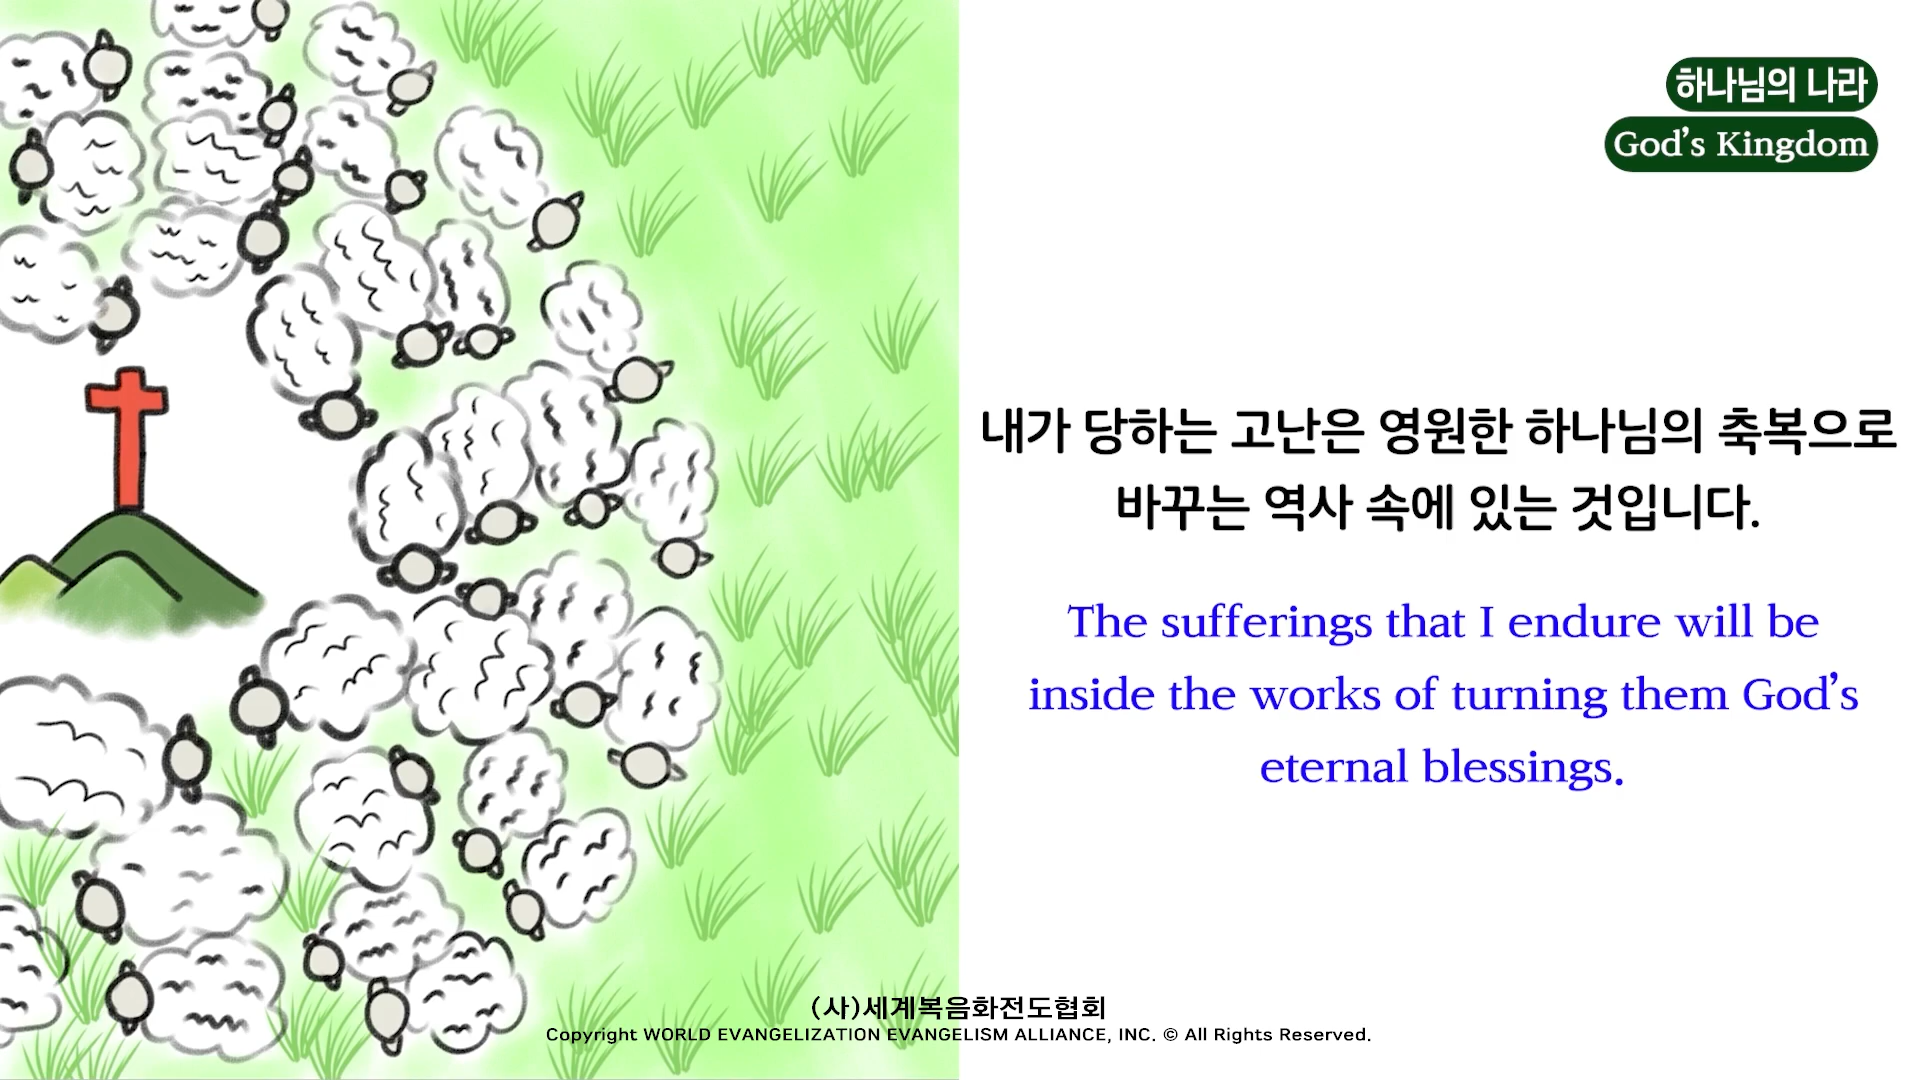 하나님의 나라
God's Kingdom
내가 당하는 고난은 영원한 하나님의 축복으로
바꾸는 역사 속에 있는 것입니다.
The sufferings that I endure will be
inside the works of turning them God's
eternal blessings.
(사)세계복음화전도협회
Copyright WORLD EVANGELIZATION EVANGELISM ALLIANCE, INC. © All Rights Reserved.